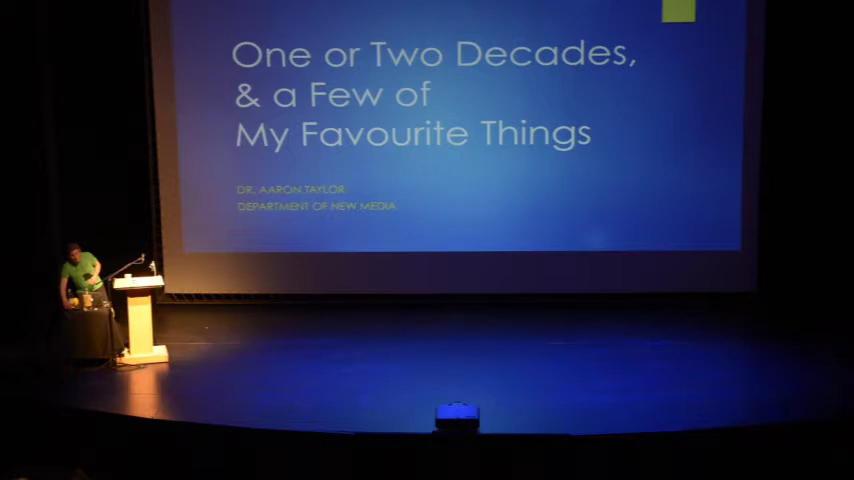 One or Two Decades,
& a Few of
My Favourite Things
DR. AARON TAYLOR
DEPARTMENT OF NEW MEDIA